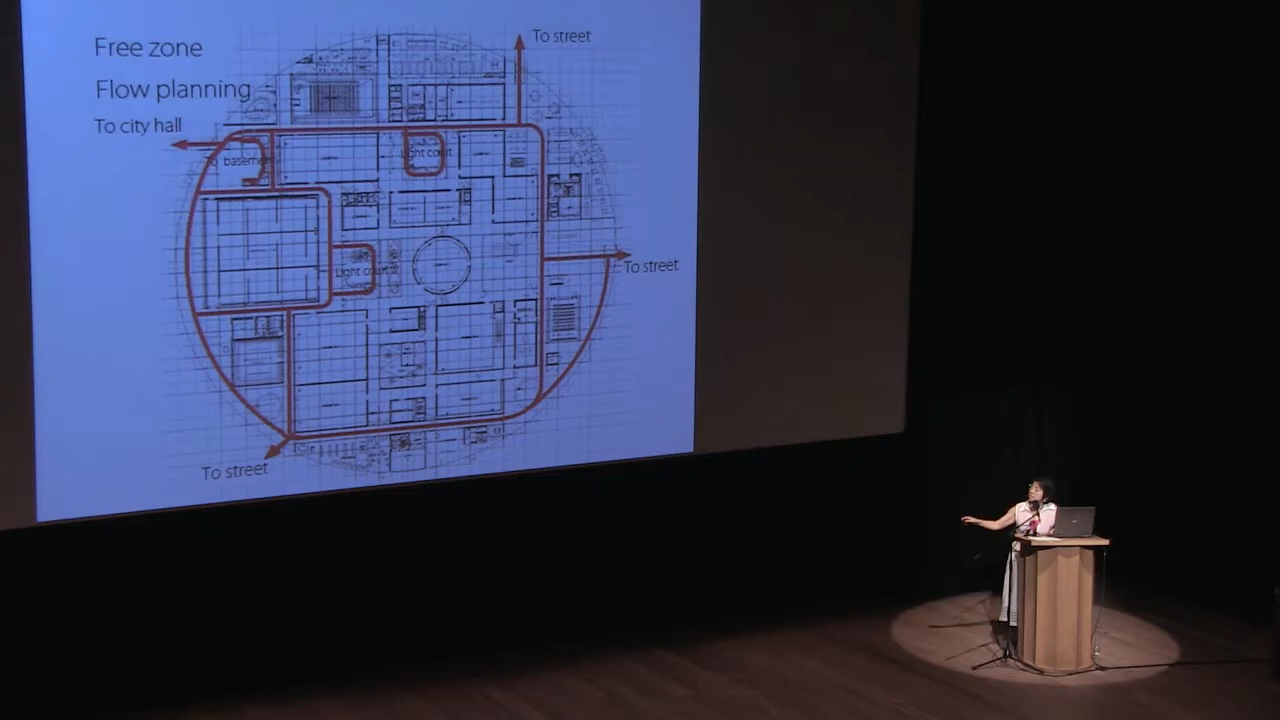 Free zone
To street
Flow planning
To city hall
Light court
To basement
Light court
To street
To street